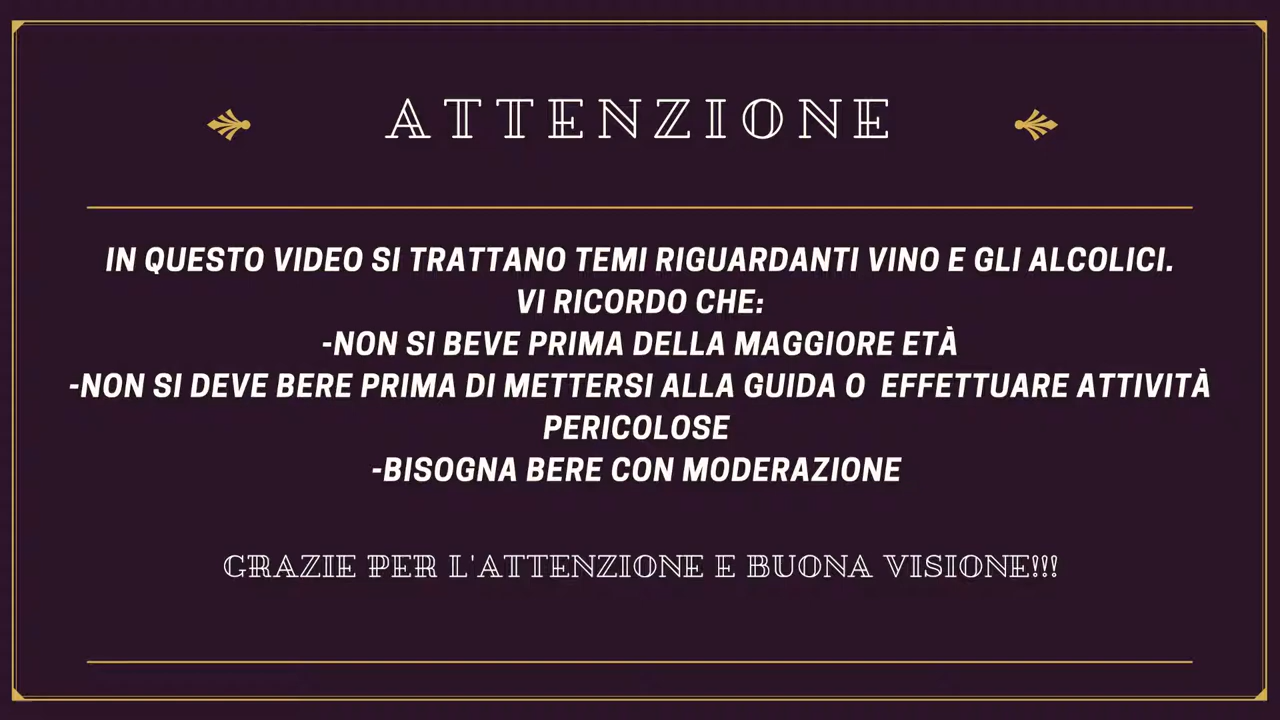 ATTENZIONE
IN QUESTO VIDEO SI TRATTANO TEMI RIGUARDANTI VINO E GLI ALCOLICI.
VI RICORDO CHE:
-NON SI BEVE PRIMA DELLA MAGGIORE ETÀ
-NON SI DEVE BERE PRIMA DI METTERSI ALLA GUIDA O EFFETTUARE ATTIVITÀ
PERICOLOSE
-BISOGNA BERE CON MODERAZIONE
GRAZIE PER L'ATTENZIONE E BUONA VISIONE!!!